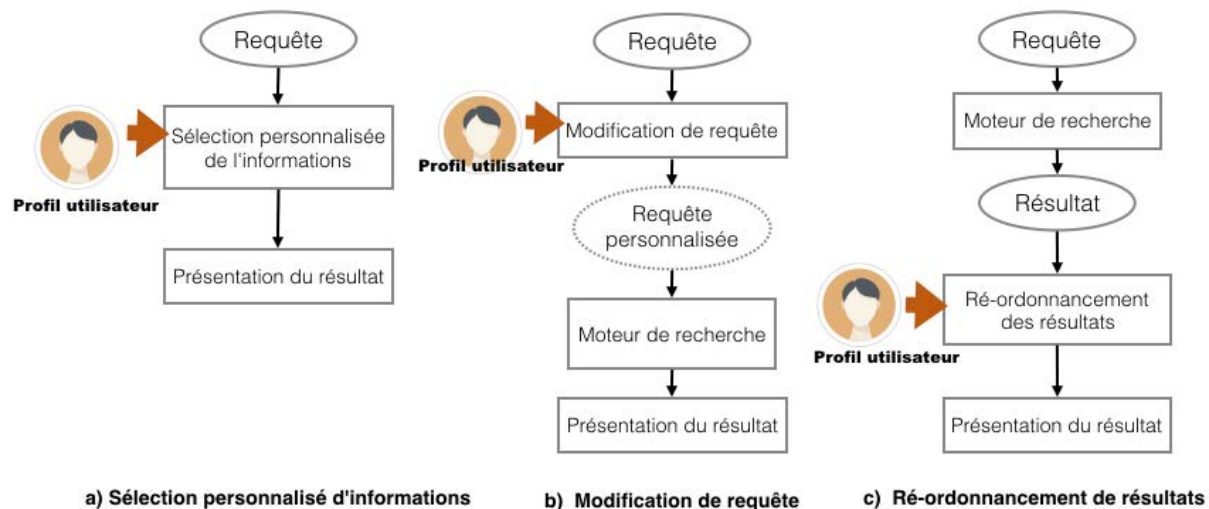 Requête
Sélection personnalisée
de l'informations
Profil utilisateur
Présentation du résultat
a) Sélection personnalisé d'informations
Requête
Modification de requête
Profil utilisateur
Requête
personnalisée
Moteur de recherche
Présentation du résultat
b) Modification de requête
Requête
Moteur de recherche
Résultat
Ré-ordonnancement
des résultats
Profil utilisateur
Présentation du résultat
c) Ré-ordonnancement de résultats